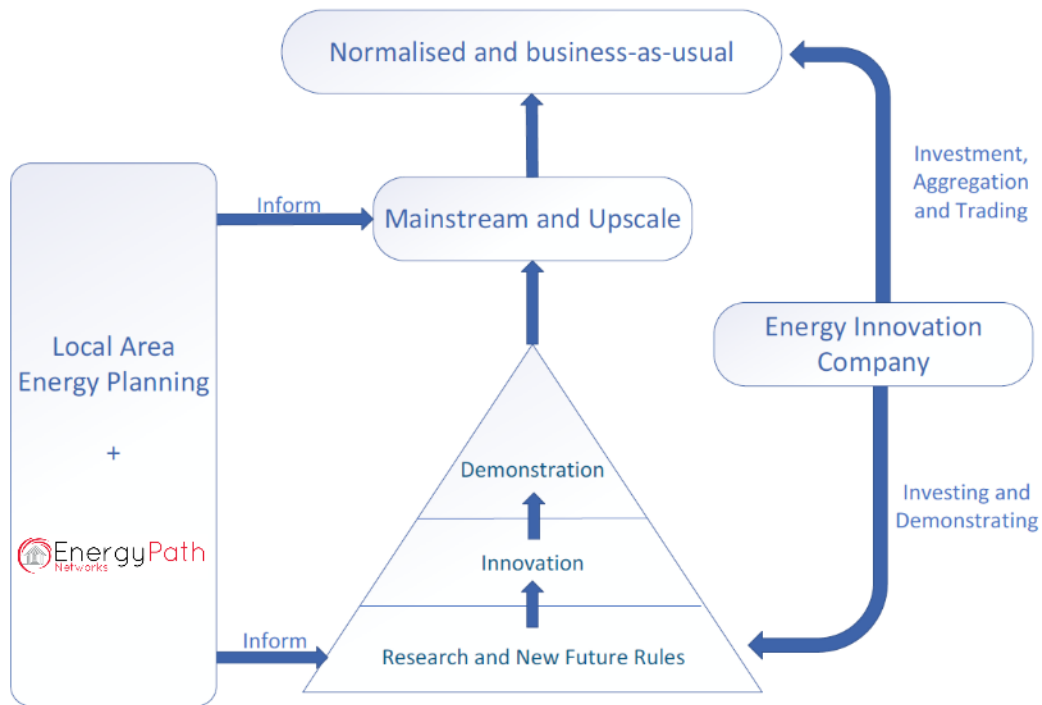 Normalised and business-as-usual
Inform
Mainstream and Upscale
Investment,
Aggregation
and Trading
Local Area
Energy Planning
+
EnergyPath
Networks
Energy Innovation
Company
Demonstration
Innovation
Research and New Future Rules
Investing and
Demonstrating
Inform